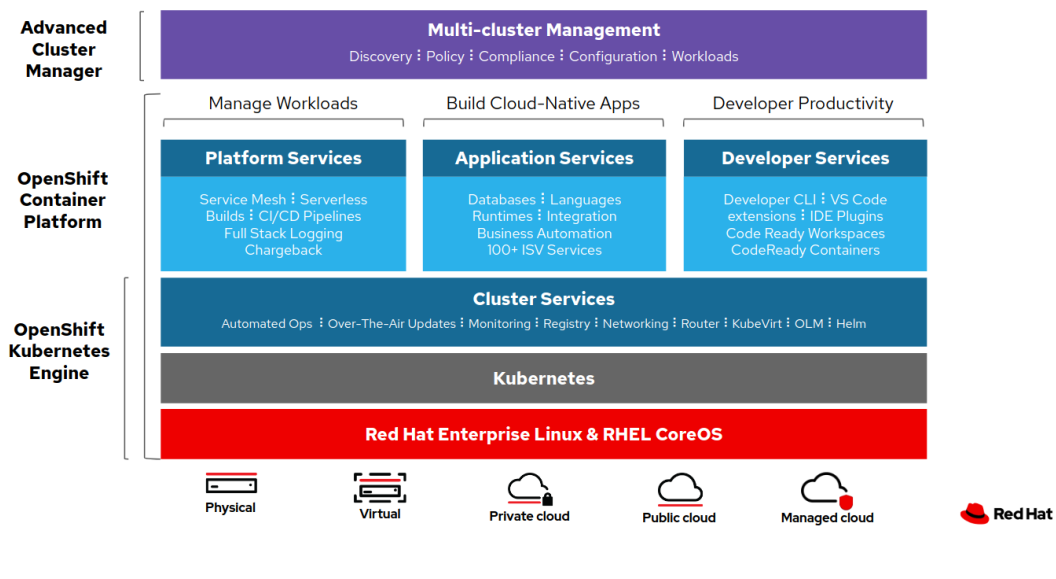 Advanced
Cluster
Manager
Multi-cluster Management
Discovery ⋮ Policy ⋮ Compliance ⋮ Configuration ⋮ Workloads
OpenShift
Container
Platform
Manage Workloads
Build Cloud-Native Apps
Developer Productivity
Platform Services
Service Mesh ⋮ Serverless
Builds ⋮ CI/CD Pipelines
Full Stack Logging
Chargeback
Application Services
Databases ⋮ Languages
Runtimes ⋮ Integration
Business Automation
100+ ISV Services
Developer Services
Developer CLI ⋮ VS Code
extensions ⋮ IDE Plugins
Code Ready Workspaces
CodeReady Containers
OpenShift
Kubernetes
Engine
Cluster Services
Automated Ops ⋮ Over-The-Air Updates ⋮ Monitoring ⋮ Registry ⋮ Networking ⋮ Router ⋮ KubeVirt ⋮ OLM ⋮ Helm
Kubernetes
Red Hat Enterprise Linux & RHEL CoreOS
Physical
Virtual
Private cloud
Public cloud
Managed cloud
Red Hat